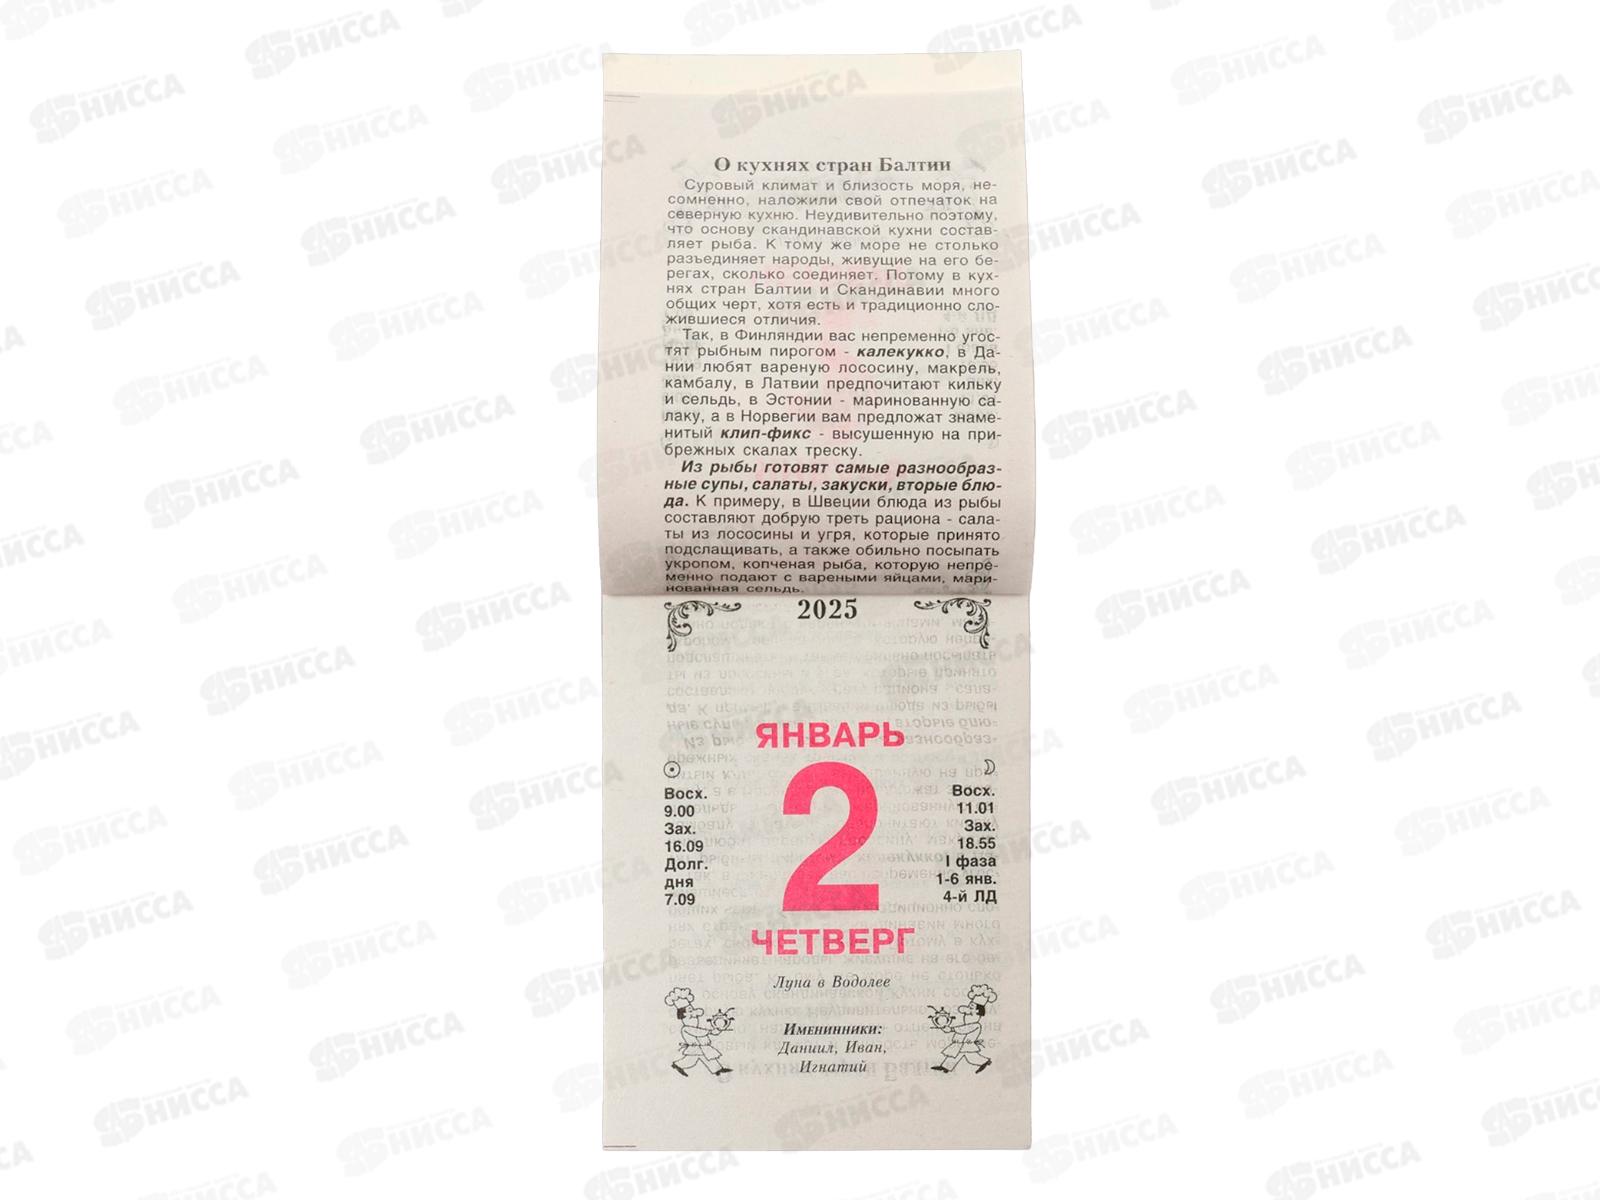 О кухнях стран Балтии
Суровый климат и близость моря, не-
сомненно, наложили свой отпечаток на
северную кухню. Неудивительно поэтому,
что основу скандинавской кухни состав-
ляет рыба. К тому же море не столько
разъединяет народы, живущие на его бе-
регах, сколько соединяет. Потому в кух-
нях стран Балтии и Скандинавии много
общих черт, хотя есть и традиционно сло-
жившиеся отличия.
Так, в Финляндии вас непременно угос-
тят рыбным пирогом - калекукко, в Да-
нии любят вареную лососину, макрель,
камбалу, в Латвии предпочитают кильку
и сельдь, в Эстонии - маринованную са-
лаку, а в Норвегии вам предложат знаме-
нитый клип-фикс - высушенную на при-
брежных скалах треску.
Из рыбы готовят самые разнообраз-
ные супы, салаты, закуски, вторые блю-
да. К примеру, в Швеции блюда из рыбы
составляют добрую треть рациона - сала-
ты из лососины и угря, которые принято
подслащивать, а также обильно посыпать
укропом, копченая рыба, которую непре-
менно подают с вареными яйцами, мари-
нованная сельдь.
2025
ЯНВАРЬ
2
ЧЕТВЕРГ
Восх.
9.00
Зах.
16.09
Долг.
дня
7.09
Восх.
11.01
Зах.
18.55
I фаза
1-6 янв.
4-й ЛД
Луна в Водолее
Именинники:
Даниил, Иван,
Игнатий
НИССА